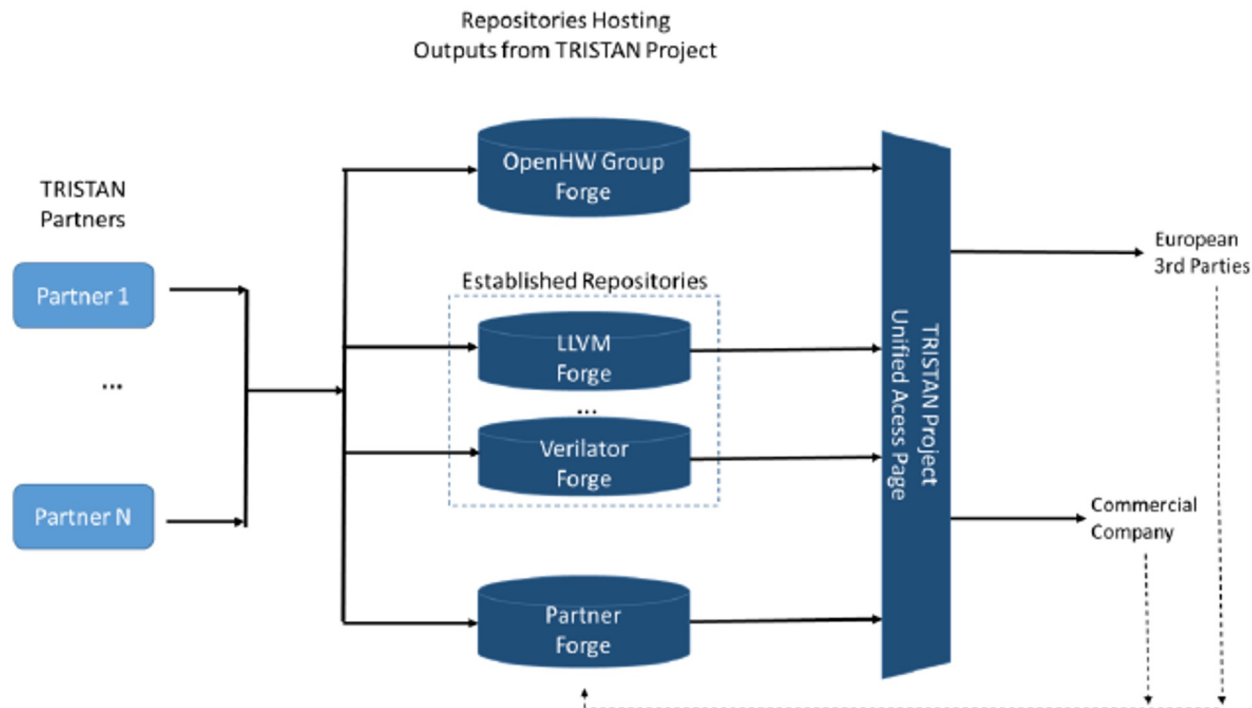 Repositories Hosting
Outputs from TRISTAN Project
TRISTAN
Partners
Partner 1
...
Partner N
OpenHW Group
Forge
Established Repositories
LLVM
Forge
...
Verilator
Forge
Partner
Forge
TRISTAN Project
Unified Acess Page
European
3rd Parties
Commercial
Company